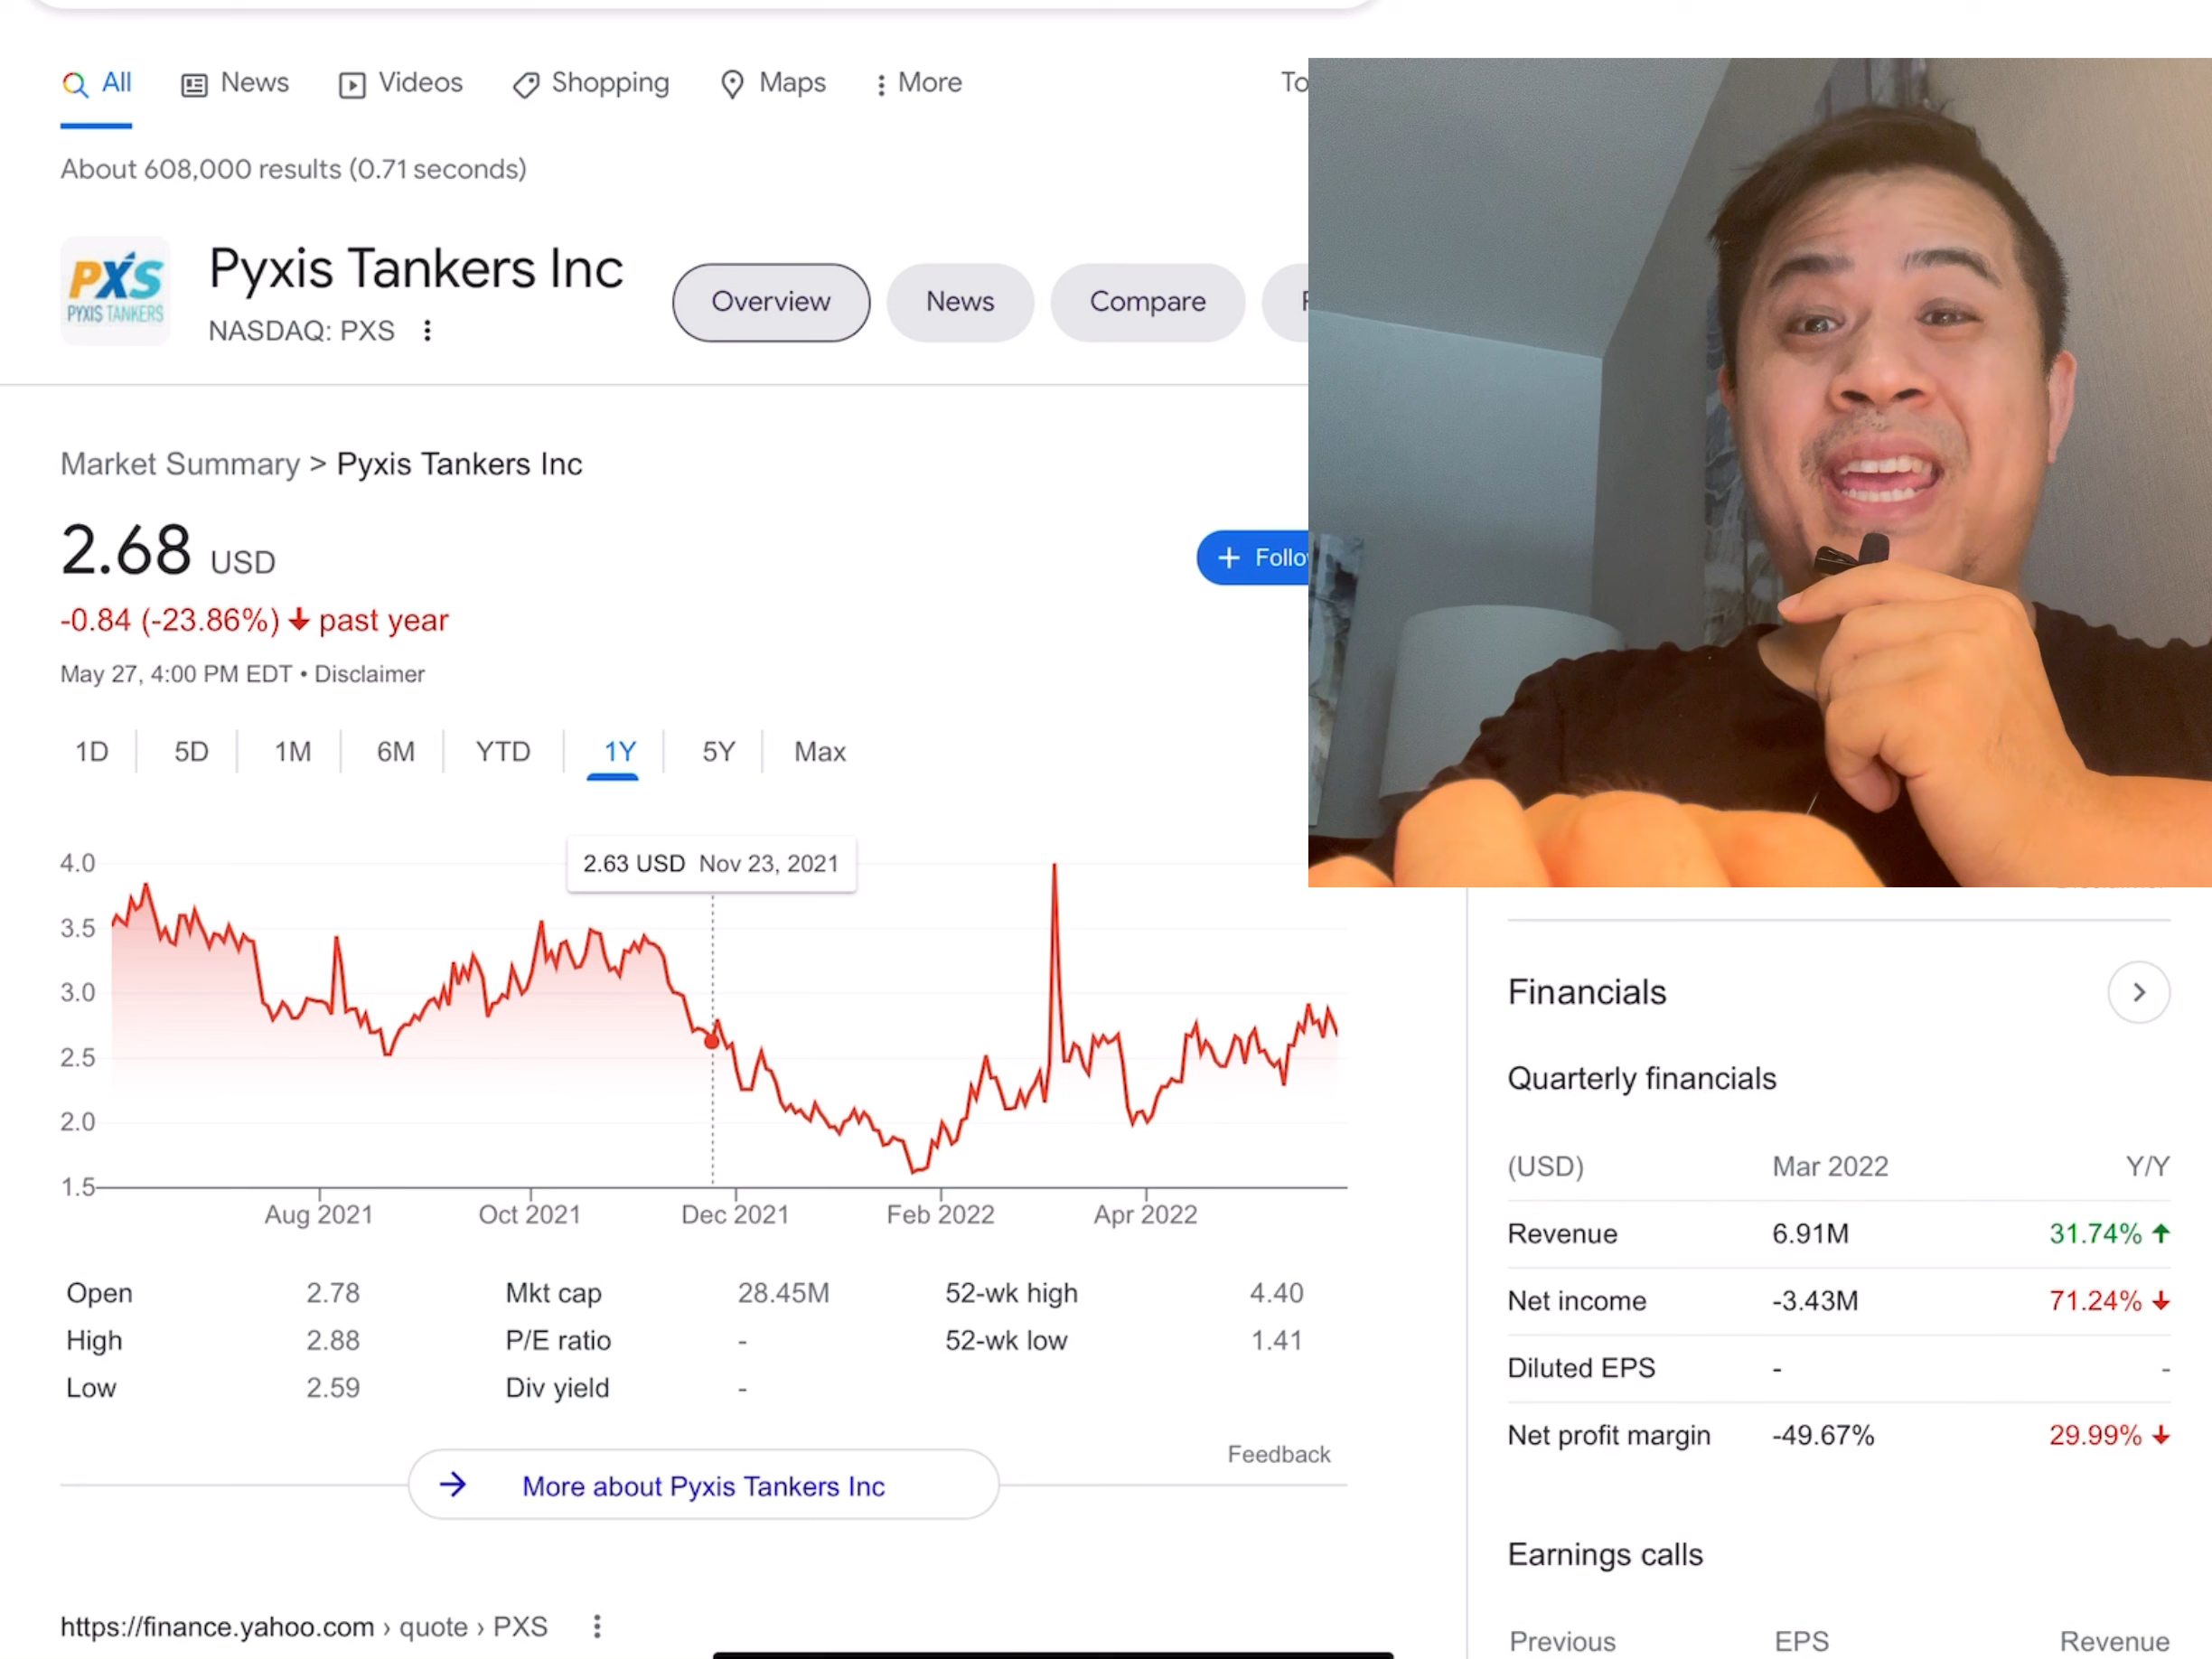 All News Videos Shopping Maps More To
About 608,000 results (0.71 seconds)
PXS
PYXIS TANKERS
Pyxis Tankers Inc
NASDAQ: PXS
Overview News Compare
Market Summary > Pyxis Tankers Inc
2.68 USD
+ Follo
-0.84 (-23.86%) past year
May 27, 4:00 PM EDT • Disclaimer
1D 5D 1M 6M YTD 1Y 5Y Max
2.63 USD Nov 23, 2021
4.0
3.5
3.0
2.5
2.0
1.5
Aug 2021 Oct 2021 Dec 2021 Feb 2022 Apr 2022
Open 2.78 Mkt cap 28.45M 52-wk high 4.40
High 2.88 P/E ratio - 52-wk low 1.41
Low 2.59 Div yield -
Feedback
More about Pyxis Tankers Inc
https://finance.yahoo.com › quote › PXS
Financials
Quarterly financials
(USD) Mar 2022 Y/Y
Revenue 6.91M 31.74%
Net income -3.43M 71.24%
Diluted EPS - -
Net profit margin -49.67% 29.99%
Earnings calls
Previous EPS Revenue